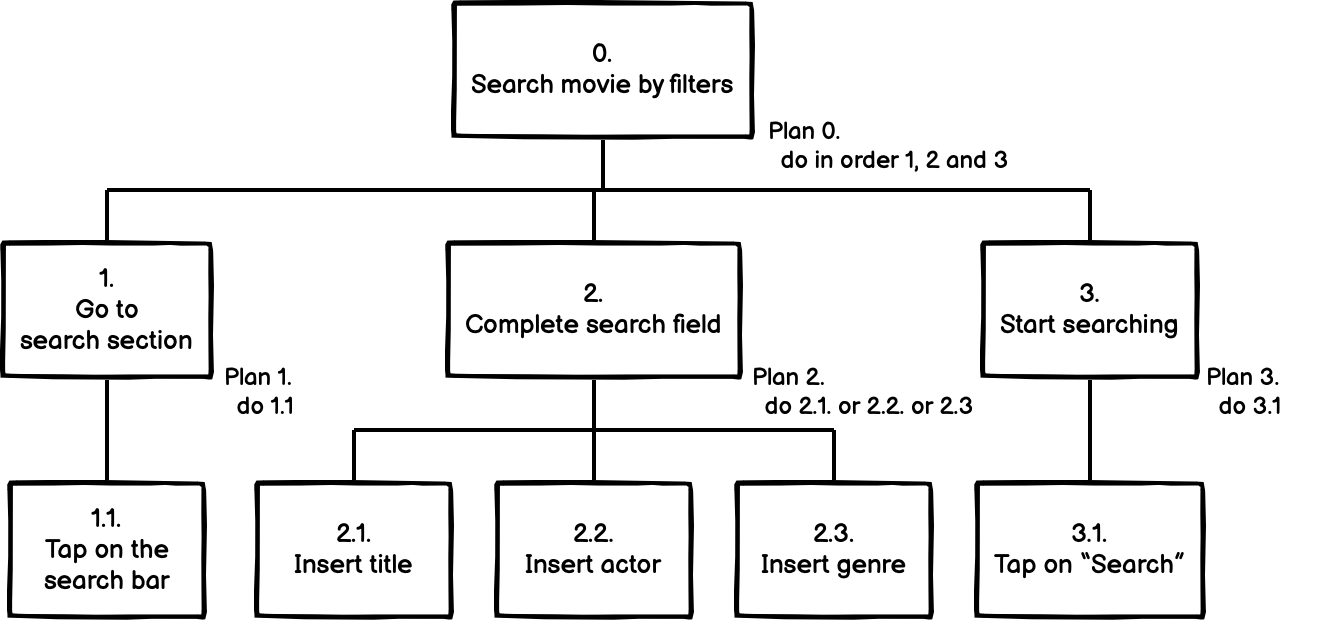 0.
Search movie by filters
Plan 0.
do in order 1, 2 and 3
1.
Go to
search section
2.
Complete search field
3.
Start searching
Plan 1.
do 1.1
Plan 2.
do 2.1. or 2.2. or 2.3
Plan 3.
do 3.1
1.1.
Tap on the
search bar
2.1.
Insert title
2.2.
Insert actor
2.3.
Insert genre
3.1.
Tap on “Search”